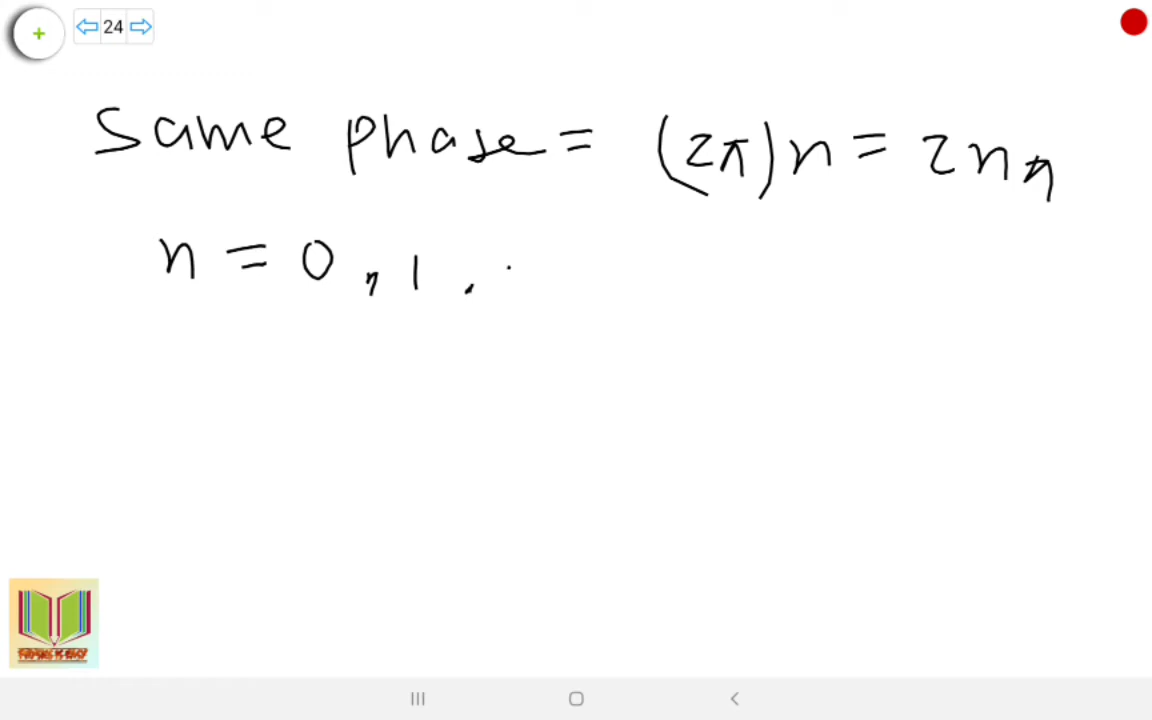 24
Same phase = (2π)n = 2nπ
n = 0, 1, .